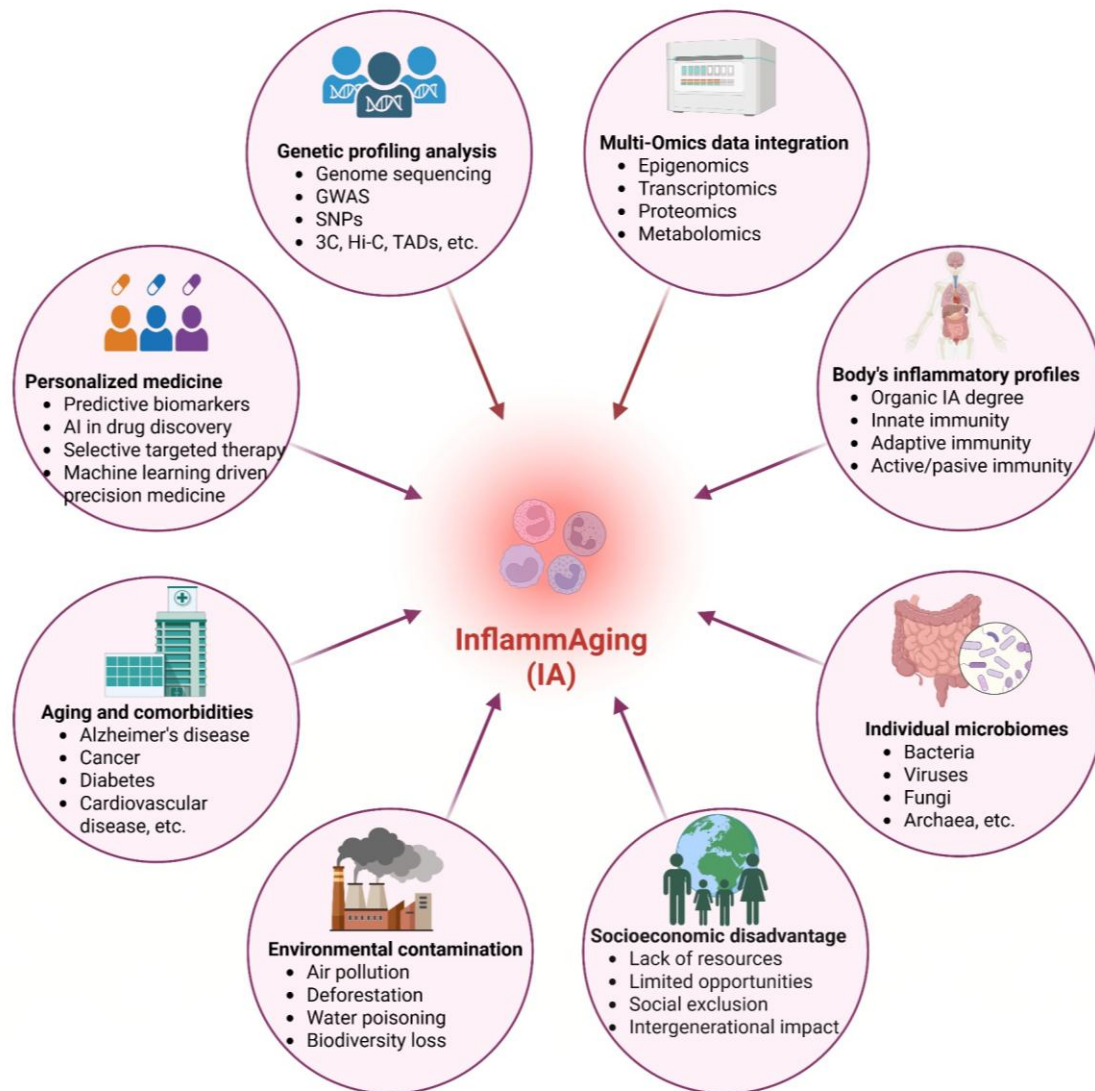 Genetic profiling analysis
• Genome sequencing
• GWAS
• SNPs
• 3C, Hi-C, TADs, etc.
Multi-Omics data integration
• Epigenomics
• Transcriptomics
• Proteomics
• Metabolomics
Personalized medicine
• Predictive biomarkers
• AI in drug discovery
• Selective targeted therapy
• Machine learning driven
precision medicine
Body's inflammatory profiles
• Organic IA degree
• Innate immunity
• Adaptive immunity
• Active/pasive immunity
InflammAging
(IA)
Aging and comorbidities
• Alzheimer's disease
• Cancer
• Diabetes
• Cardiovascular
disease, etc.
Individual microbiomes
• Bacteria
• Viruses
• Fungi
• Archaea, etc.
Environmental contamination
• Air pollution
• Deforestation
• Water poisoning
• Biodiversity loss
Socioeconomic disadvantage
• Lack of resources
• Limited opportunities
• Social exclusion
• Intergenerational impact